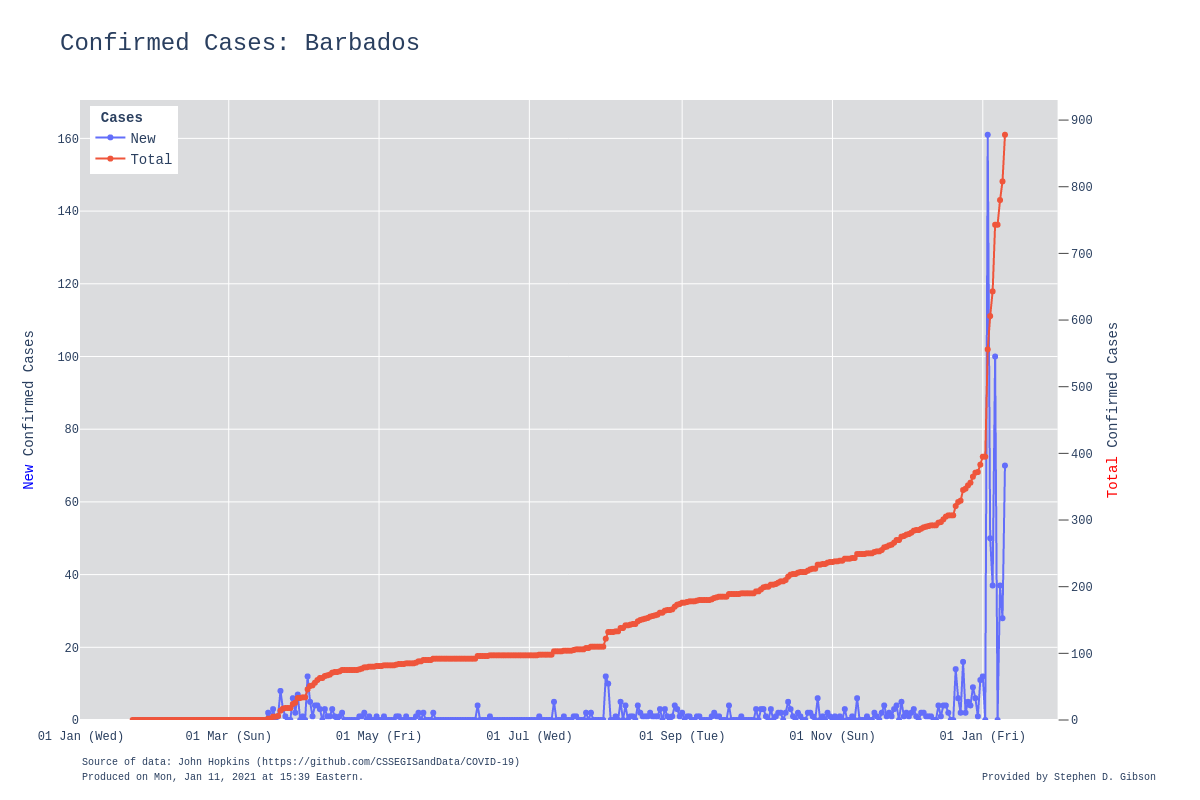 Confirmed Cases: Barbados
Cases
New
Total
160
140
120
100
80
60
40
20
0
900
800
700
600
500
400
300
200
100
0
New Confirmed Cases
Total Confirmed Cases
01 Jan (Wed)
01 Mar (Sun)
01 May (Fri)
01 Jul (Wed)
01 Sep (Tue)
01 Nov (Sun)
01 Jan (Fri)
Source of data: John Hopkins (https://github.com/CSSEGISandData/COVID-19)
Produced on Mon, Jan 11, 2021 at 15:39 Eastern.
Provided by Stephen D. Gibson